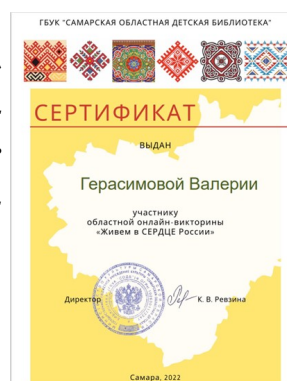 ГБУК "САМАРСКАЯ ОБЛАСТНАЯ ДЕТСКАЯ БИБЛИОТЕКА"
СЕРТИФИКАТ
ВЫДАН
Герасимовой Валерии
участнику
областной онлайн-викторины
«Живем в СЕРДЦЕ России»
Директор К. В. Ревзина
Самара, 2022